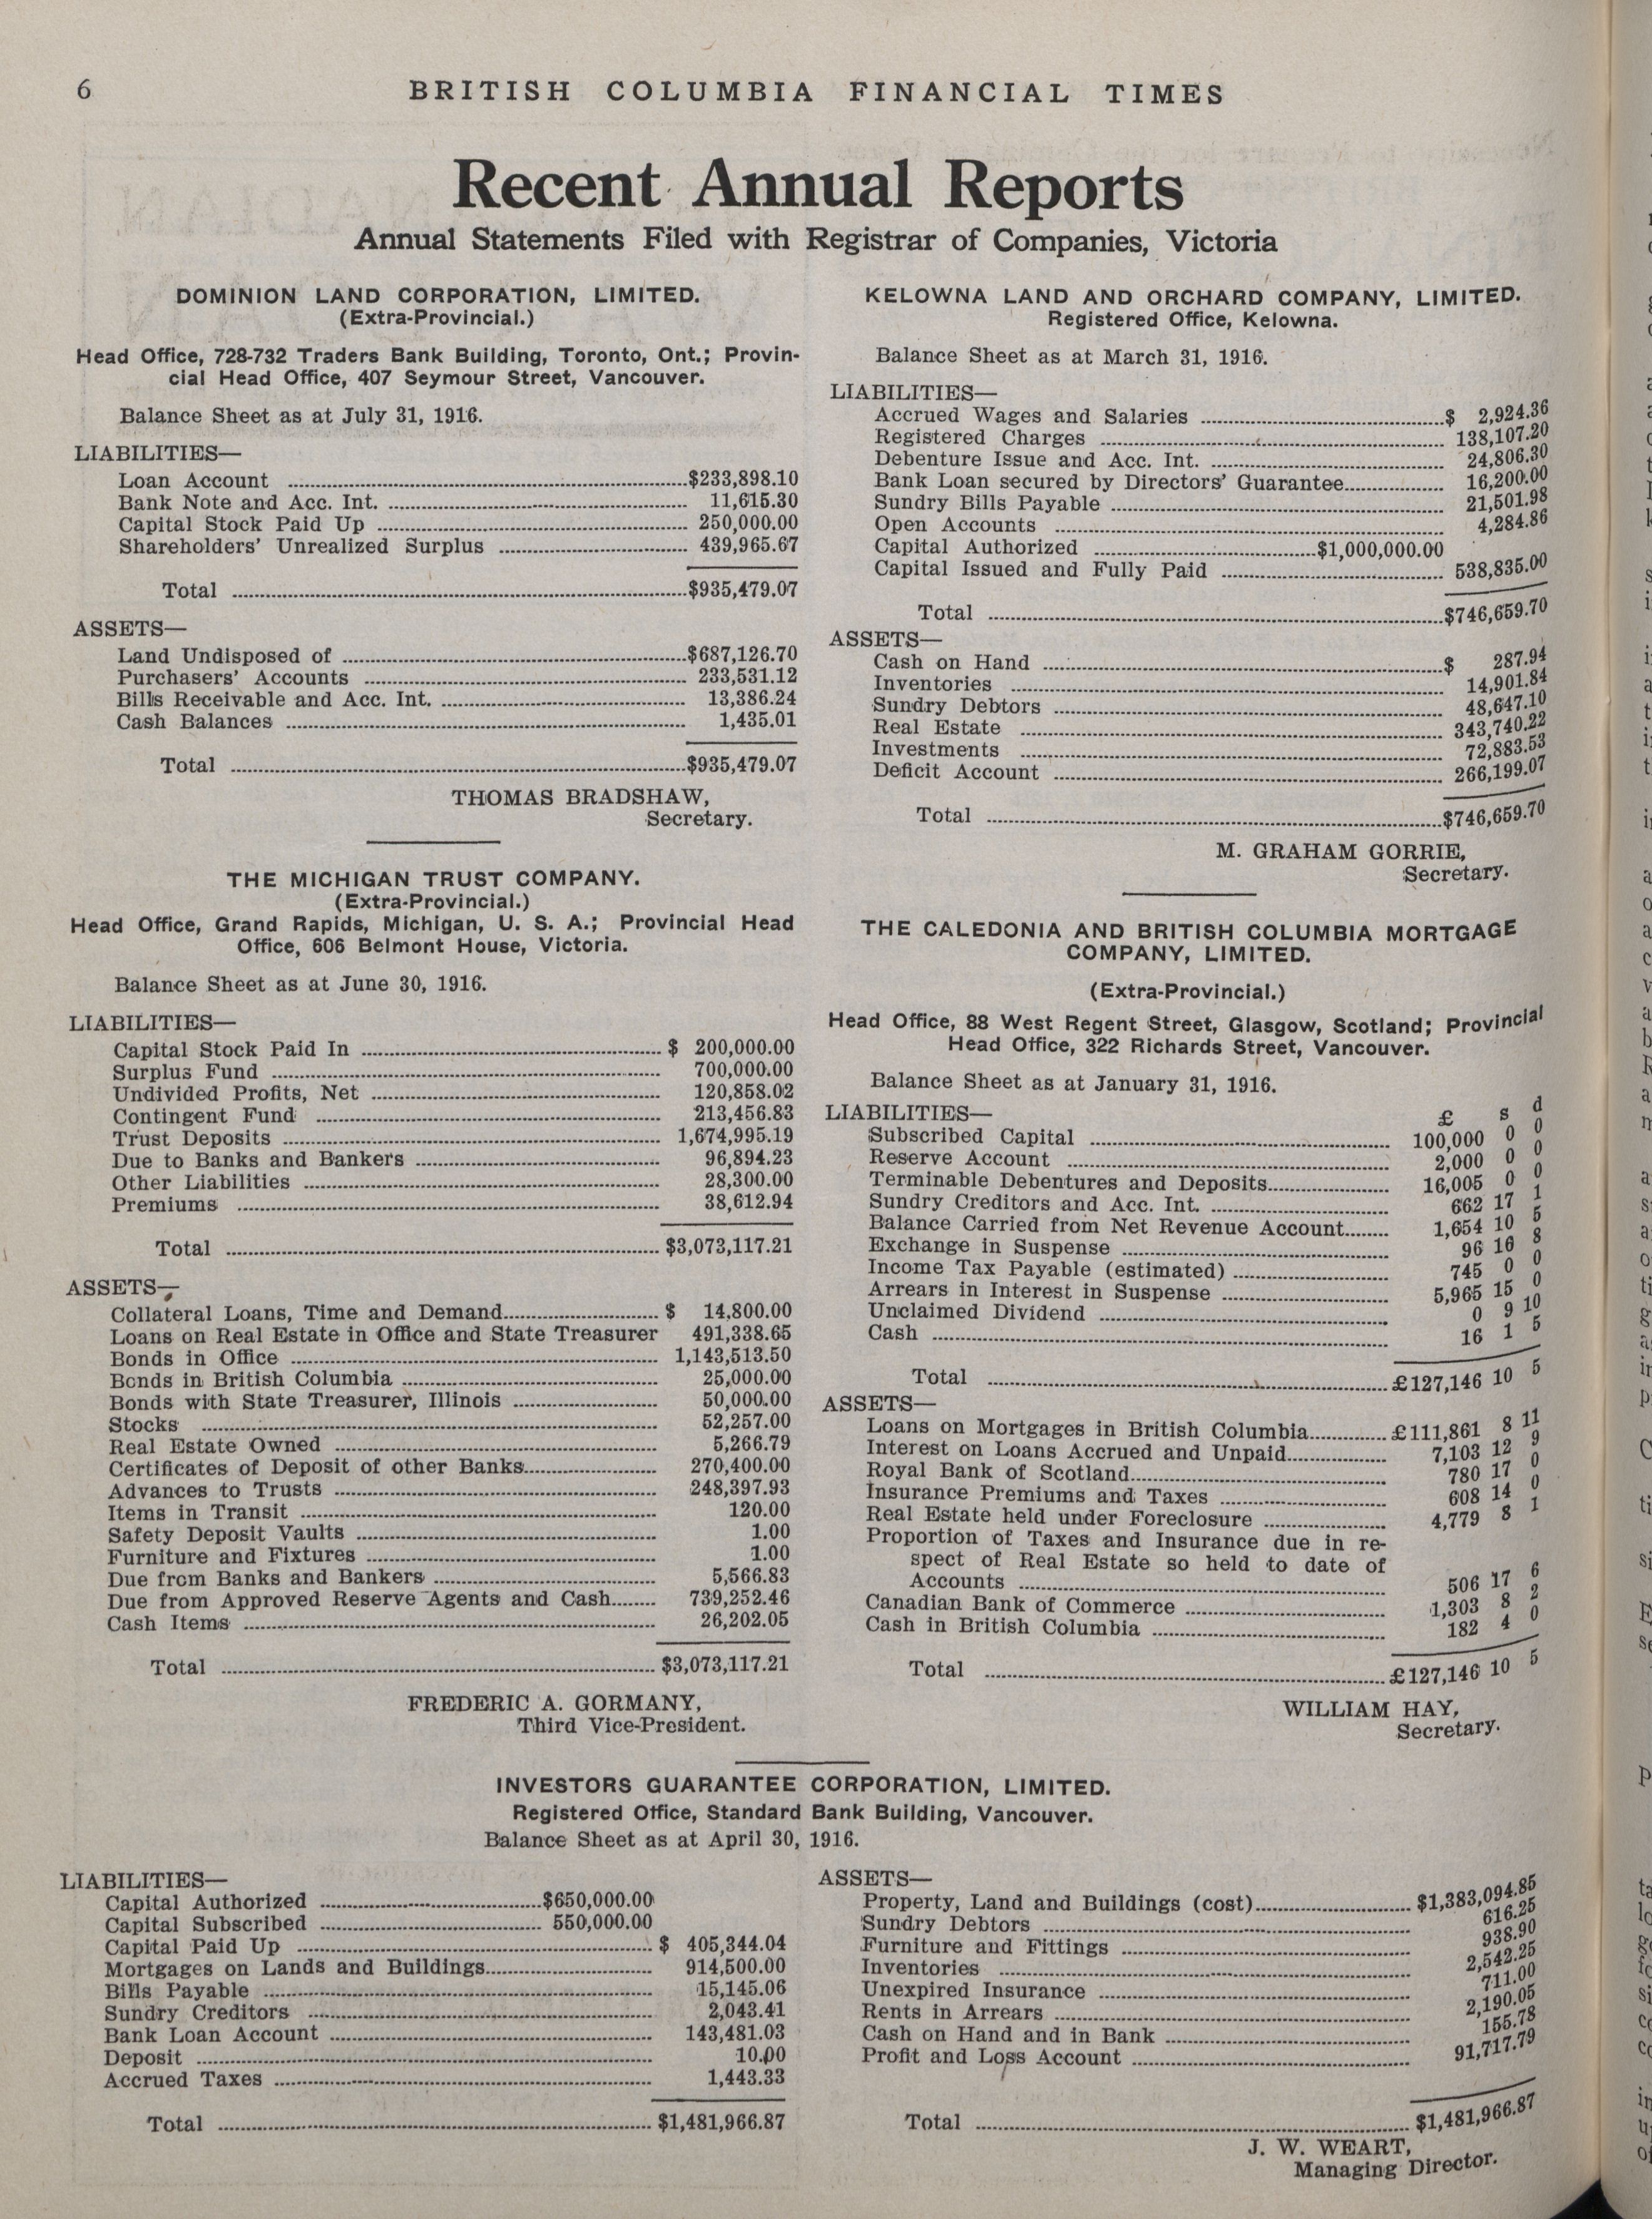 6
BRITISH COLUMBIA FINANCIAL TIMES
Recent Annual Reports
Annual Statements Filed with Registrar of Companies, Victoria
DOMINION LAND CORPORATION, LIMITED.
(Extra-Provincial.)
Head Office, 728-732 Traders Bank Building, Toronto, Ont.; Provin-
cial Head Office, 407 Seymour Street, Vancouver.
Balance Sheet as at July 31, 1916.
LIABILITIES—
Loan Account $233,898.10
Bank Note and Acc. Int. 11,615.30
Capital Stock Paid Up 250,000.00
Shareholders' Unrealized Surplus 439,965.67
Total $935,479.07
ASSETS—
Land Undisposed of $687,126.70
Purchasers' Accounts 233,531.12
Bills Receivable and Acc. Int. 13,386.24
Cash Balances 1,435.01
Total $935,479.07
THOMAS BRADSHAW,
Secretary.
THE MICHIGAN TRUST COMPANY.
(Extra-Provincial.)
Head Office, Grand Rapids, Michigan, U. S. A.; Provincial Head
Office, 606 Belmont House, Victoria.
Balance Sheet as at June 30, 1916.
LIABILITIES—
Capital Stock Paid In $ 200,000.00
Surplus Fund 700,000.00
Undivided Profits, Net 120,858.02
Contingent Fund 213,456.83
Trust Deposits 1,674,995.19
Due to Banks and Bankers 96,894.23
Other Liabilities 28,300.00
Premiums 38,612.94
Total $3,073,117.21
ASSETS—
Collateral Loans, Time and Demand $ 14,800.00
Loans on Real Estate in Office and State Treasurer 491,338.65
Bonds in Office 1,143,513.50
Bonds in British Columbia 25,000.00
Bonds with State Treasurer, Illinois 50,000.00
Stocks 52,257.00
Real Estate Owned 5,266.79
Certificates of Deposit of other Banks 270,400.00
Advances to Trusts 248,397.93
Items in Transit 120.00
Safety Deposit Vaults 1.00
Furniture and Fixtures 1.00
Due from Banks and Bankers 5,566.83
Due from Approved Reserve Agents and Cash 739,252.46
Cash Items 26,202.05
Total $3,073,117.21
FREDERIC A. GORMANY,
Third Vice-President.
KELOWNA LAND AND ORCHARD COMPANY, LIMITED.
Registered Office, Kelowna.
Balance Sheet as at March 31, 1916.
LIABILITIES—
Accrued Wages and Salaries $ 2,924.36
Registered Charges 138,107.20
Debenture Issue and Acc. Int. 24,806.30
Bank Loan secured by Directors' Guarantee 16,200.00
Sundry Bills Payable 21,501.98
Open Accounts 4,284.86
Capital Authorized $1,000,000.00
Capital Issued and Fully Paid 538,835.00
Total $746,659.70
ASSETS—
Cash on Hand $ 287.94
Inventories 14,901.84
Sundry Debtors 48,647.10
Real Estate 343,740.22
Investments 72,883.53
Deficit Account 266,199.07
Total $746,659.70
M. GRAHAM GORRIE,
Secretary.
THE CALEDONIA AND BRITISH COLUMBIA MORTGAGE
COMPANY, LIMITED.
(Extra-Provincial.)
Head Office, 88 West Regent Street, Glasgow, Scotland; Provincial
Head Office, 322 Richards Street, Vancouver.
Balance Sheet as at January 31, 1916.
LIABILITIES— £ s d
Subscribed Capital 100,000 0 0
Reserve Account 2,000 0 0
Terminable Debentures and Deposits 16,005 0 0
Sundry Creditors and Acc. Int. 662 17 1
Balance Carried from Net Revenue Account 1,654 10 5
Exchange in Suspense 96 16 8
Income Tax Payable (estimated) 745 0 0
Arrears in Interest in Suspense 5,965 15 0
Unclaimed Dividend 0 9 10
Cash 16 1 5
Total £127,146 10 5
ASSETS—
Loans on Mortgages in British Columbia £111,861 8 11
Interest on Loans Accrued and Unpaid 7,103 12 9
Royal Bank of Scotland 780 17 0
Insurance Premiums and Taxes 608 14 0
Real Estate held under Foreclosure 4,779 8 1
Proportion of Taxes and Insurance due in re-
spect of Real Estate so held to date of
Accounts 506 17 6
Canadian Bank of Commerce 1,303 8 2
Cash in British Columbia 182 4 0
Total £127,146 10 5
WILLIAM HAY,
Secretary.
INVESTORS GUARANTEE CORPORATION, LIMITED.
Registered Office, Standard Bank Building, Vancouver.
Balance Sheet as at April 30, 1916.
LIABILITIES—
Capital Authorized $650,000.00
Capital Subscribed 550,000.00
Capital Paid Up $ 405,344.04
Mortgages on Lands and Buildings 914,500.00
Bills Payable 15,145.06
Sundry Creditors 2,043.41
Bank Loan Account 143,481.03
Deposit 10.00
Accrued Taxes 1,443.33
Total $1,481,966.87
ASSETS—
Property, Land and Buildings (cost) $1,383,094.85
Sundry Debtors 616.25
Furniture and Fittings 938.90
Inventories 2,542.25
Unexpired Insurance 711.00
Rents in Arrears 2,190.05
Cash on Hand and in Bank 155.78
Profit and Loss Account 91,717.79
Total $1,481,966.87
J. W. WEART,
Managing Director.